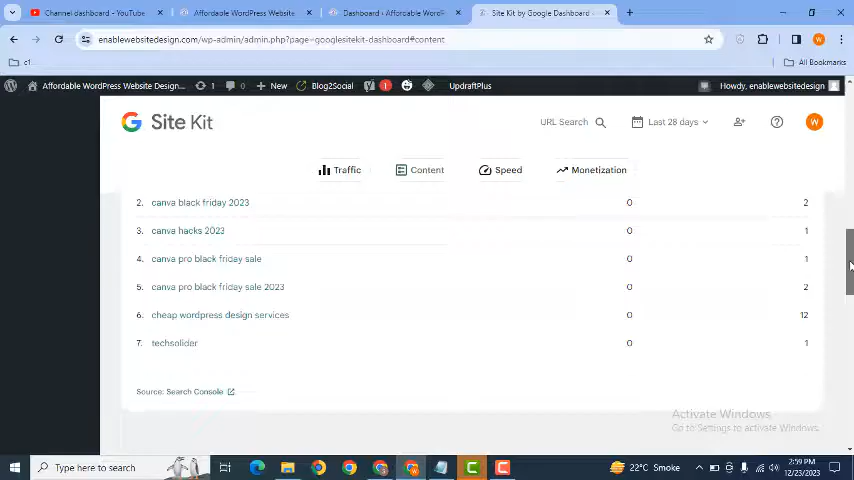 Channel dashboard - YouTube
Affordable WordPress Website
Dashboard ‹ Affordable WordP
Site Kit by Google Dashboard -
enablewebsitedesign.com/wp-admin/admin.php?page=googlesitekit-dashboard#content
W
c1
All Bookmarks
Affordable WordPress Website Design... 1 0 New Blog2Social 1 UpdraftPlus Howdy, enablewebsitedesign
G Site Kit URL Search Last 28 days W
Traffic Content Speed Monetization
2. canva black friday 2023 0 2
3. canva hacks 2023 0 1
4. canva pro black friday sale 0 1
5. canva pro black friday sale 2023 0 2
6. cheap wordpress design services 0 12
7. techsolider 0 1
Source: Search Console
Activate Windows
Go to Settings to activate Windows.
Type here to search
22°C Smoke
2:59 PM
12/23/2023